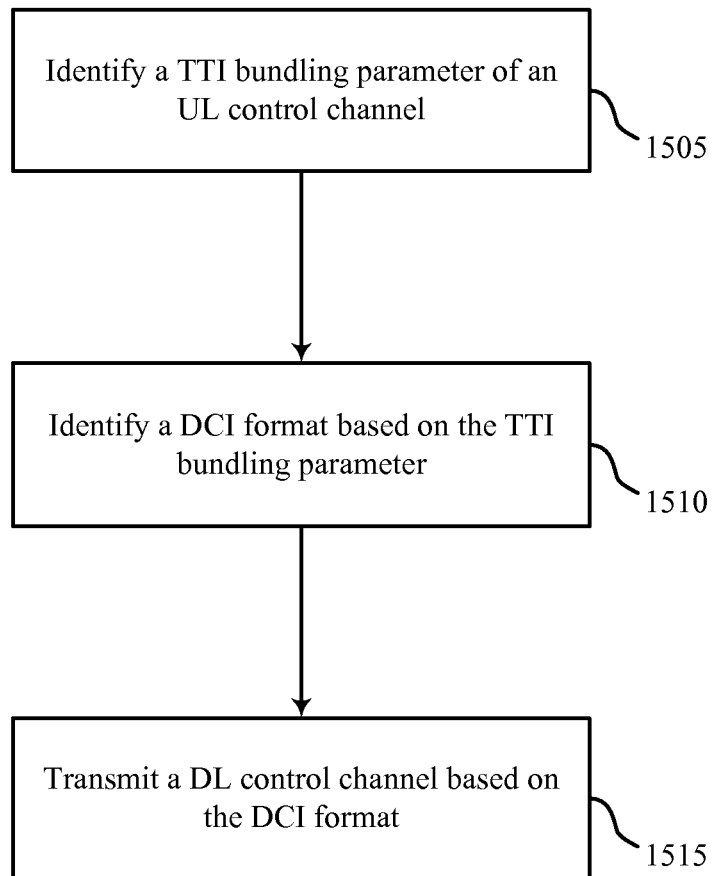 Identify a TTI bundling parameter of an
UL control channel
1505
Identify a DCI format based on the TTI
bundling parameter
1510
Transmit a DL control channel based on
the DCI format
1515